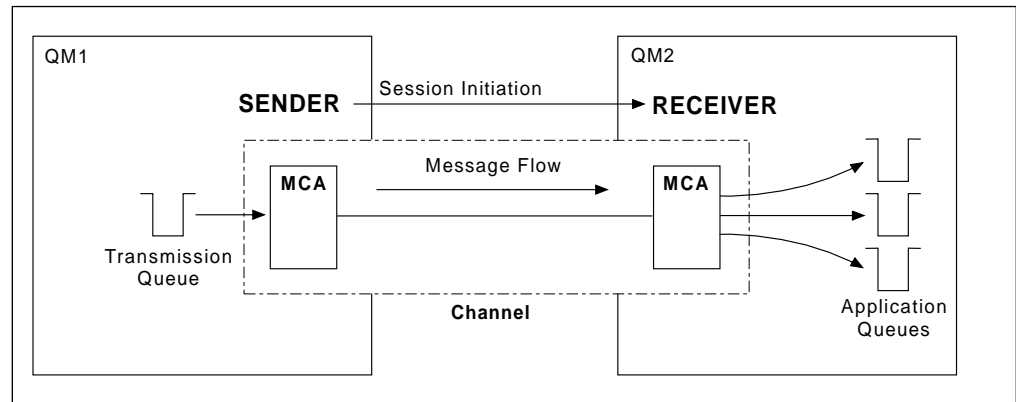 QM1
QM2
Session Initiation
SENDER
RECEIVER
Message Flow
MCA
MCA
Transmission
Queue
Channel
Application
Queues